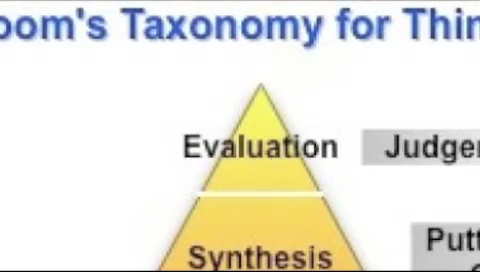 oom's Taxonomy for Thin
Evaluation
Judger
Putt
Synthesis